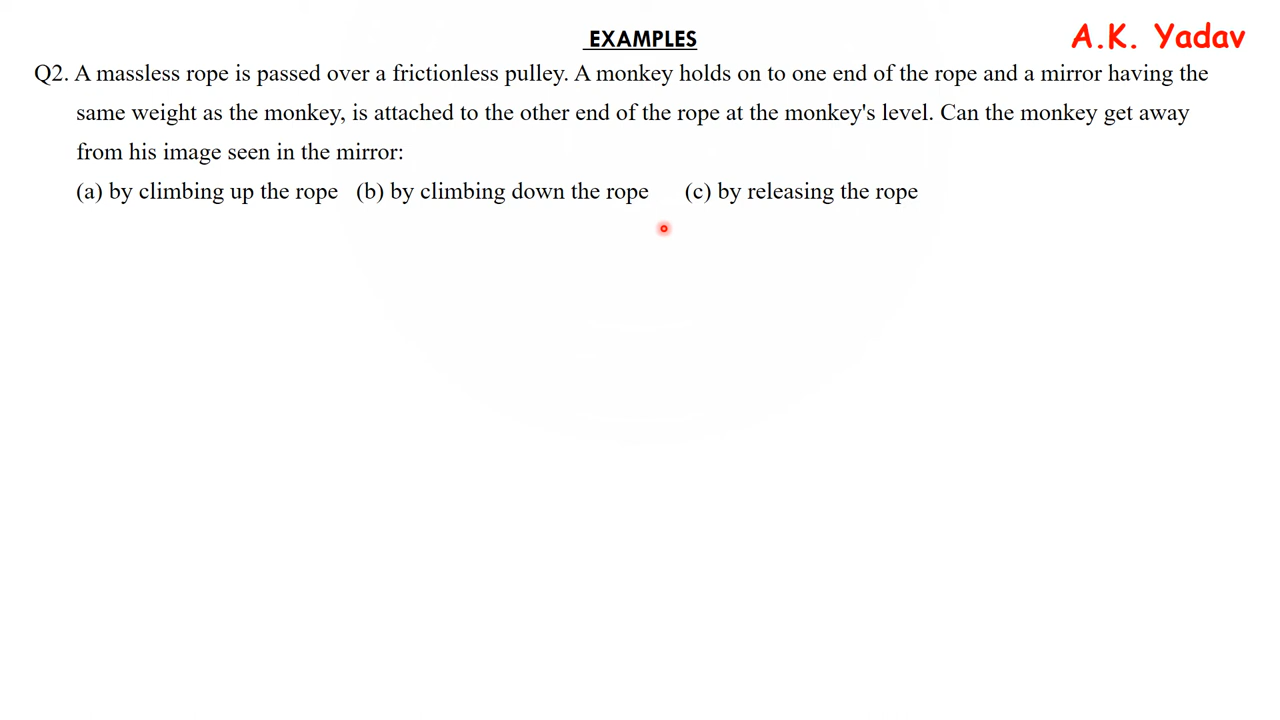 EXAMPLES
A.K. Yadav
Q2. A massless rope is passed over a frictionless pulley. A monkey holds on to one end of the rope and a mirror having the
same weight as the monkey, is attached to the other end of the rope at the monkey's level. Can the monkey get away
from his image seen in the mirror:
(a) by climbing up the rope (b) by climbing down the rope (c) by releasing the rope